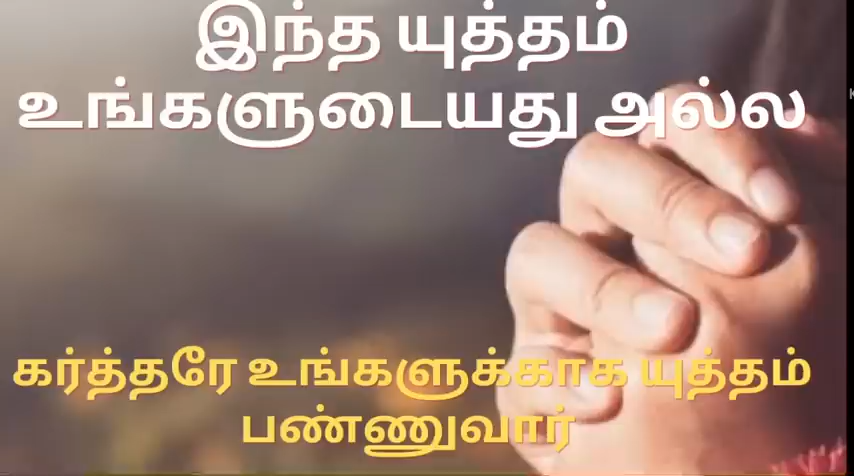 இந்த யுத்தம்
உங்களுடையது அல்ல
கர்த்தரே உங்களுக்காக யுத்தம்
பண்ணுவார்